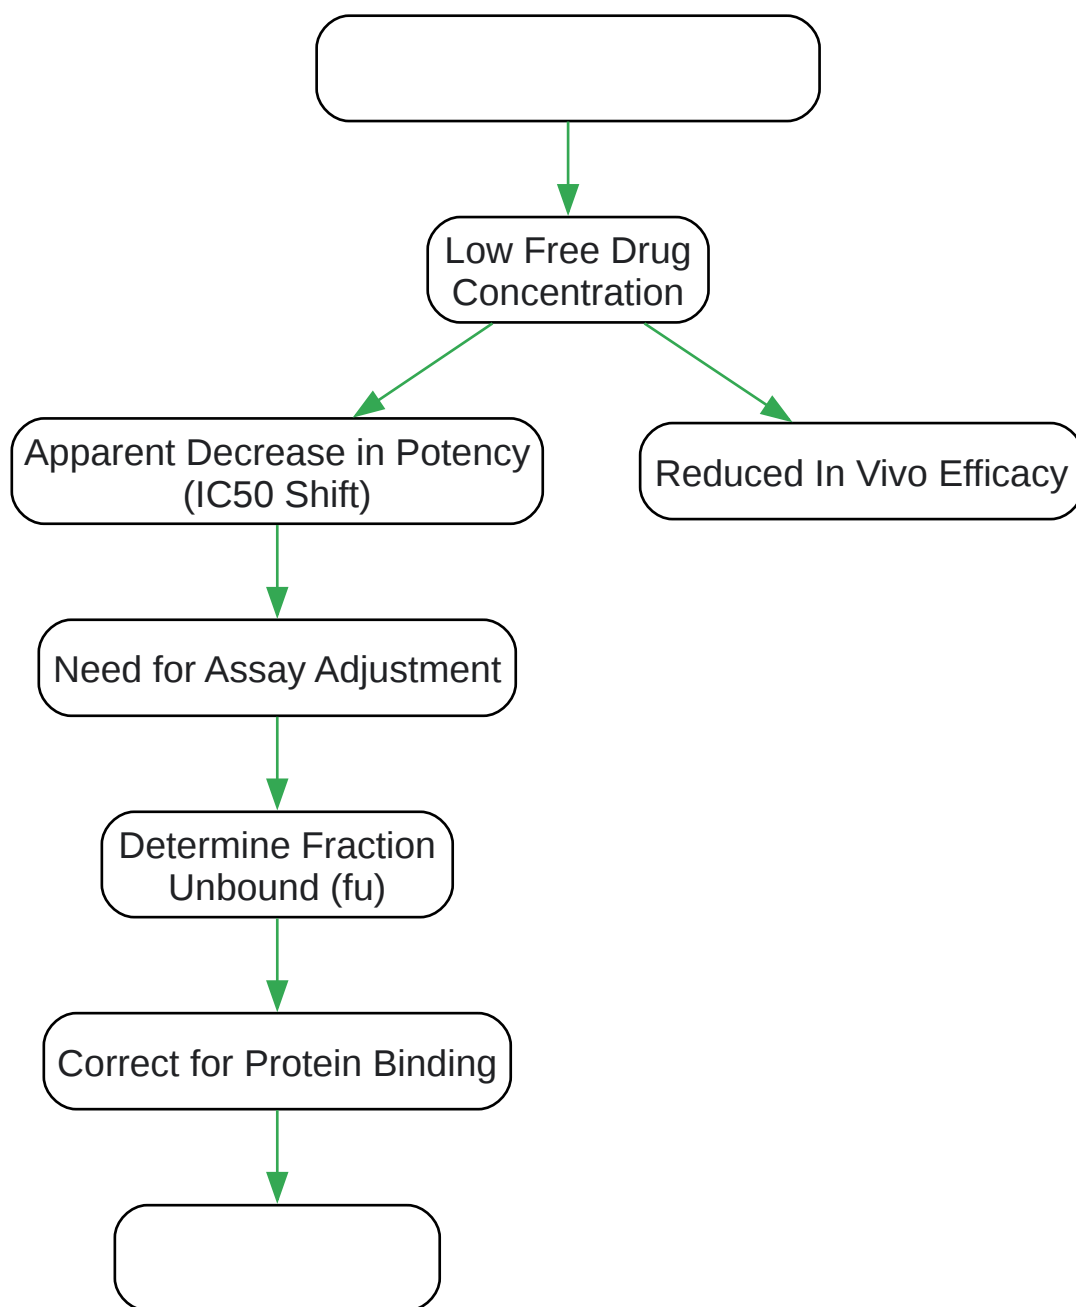 Low Free Drug
Concentration
Apparent Decrease in Potency
(IC50 Shift)
Reduced In Vivo Efficacy
Need for Assay Adjustment
Determine Fraction
Unbound (fu)
Correct for Protein Binding